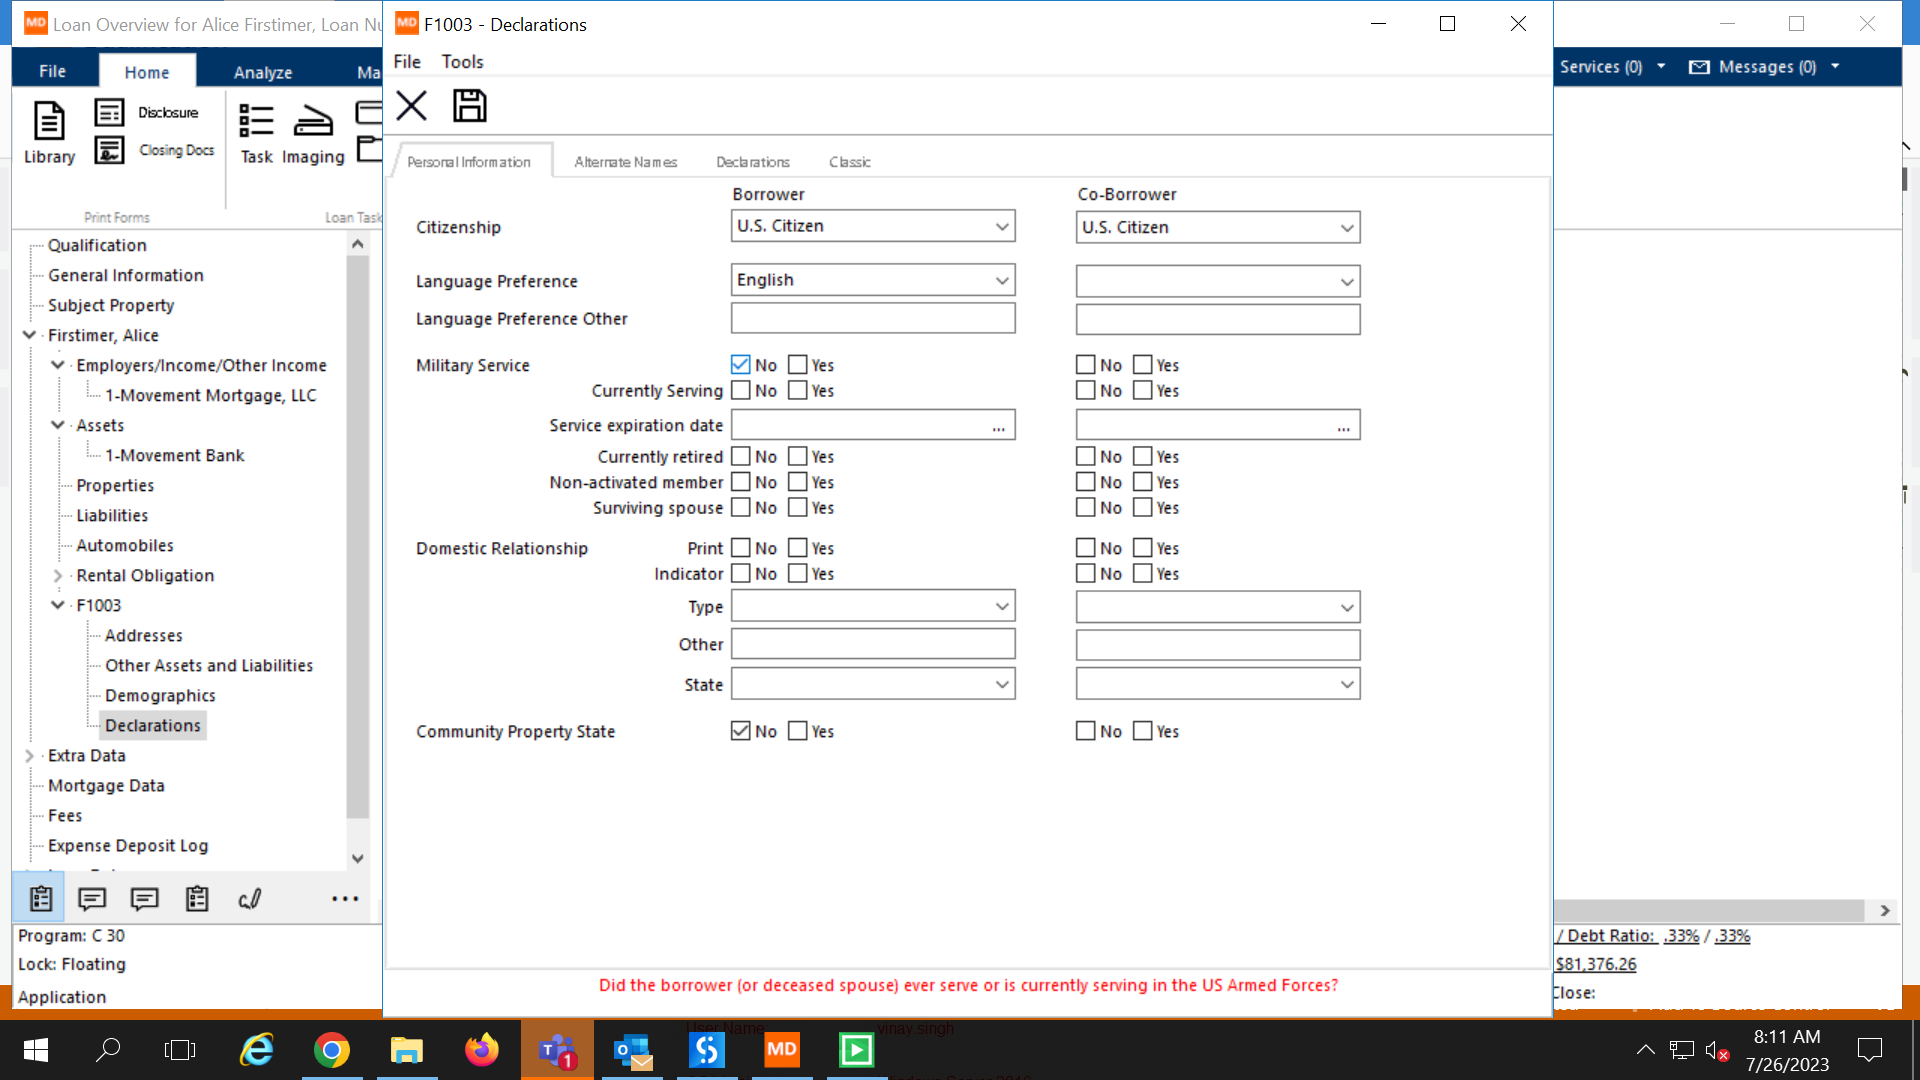 MD Loan Overview for Alice Firstimer, Loan Nu
MD F1003 - Declarations
File Home Analyze Ma
Services (0) Messages (0)
File Tools
Library
Disclosure
Closing Docs
Task Imaging
Print Forms
Loan Task
Qualification
General Information
Subject Property
Firstimer, Alice
Employers/Income/Other Income
1-Movement Mortgage, LLC
Assets
1-Movement Bank
Properties
Liabilities
Automobiles
Rental Obligation
F1003
Addresses
Other Assets and Liabilities
Demographics
Declarations
Extra Data
Mortgage Data
Fees
Expense Deposit Log
Program: C 30
Lock: Floating
Application
Personal Information Alternate Names Declarations Classic
Borrower Co-Borrower
Citizenship U.S. Citizen U.S. Citizen
Language Preference English
Language Preference Other
Military Service No Yes No Yes
Currently Serving No Yes No Yes
Service expiration date ... ...
Currently retired No Yes No Yes
Non-activated member No Yes No Yes
Surviving spouse No Yes No Yes
Domestic Relationship Print No Yes No Yes
Indicator No Yes No Yes
Type
Other
State
Community Property State No Yes No Yes
Did the borrower (or deceased spouse) ever serve or is currently serving in the US Armed Forces?
/ Debt Ratio: .33% / .33%
$81,376.26
Close:
User Name: vinay.singh
1
MD
8:11 AM
7/26/2023